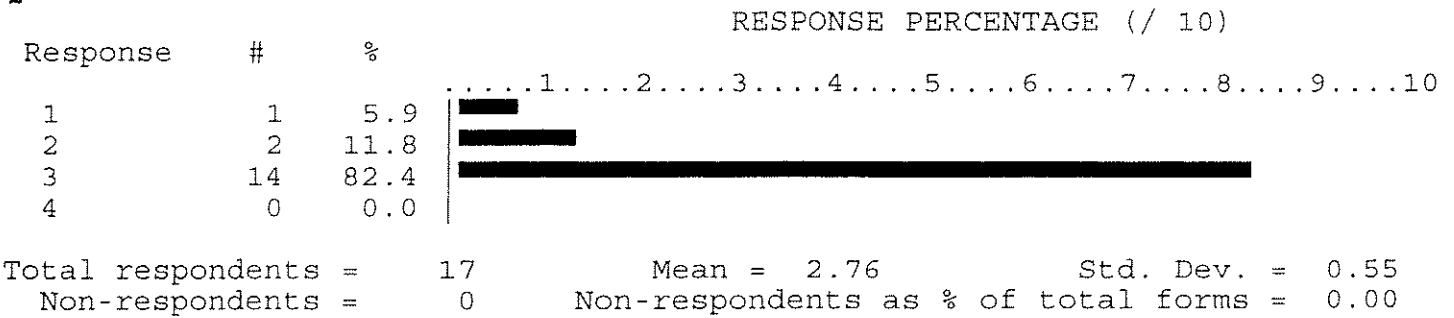 RESPONSE PERCENTAGE (/ 10)
Response # %
.....1....2....3....4....5....6....7....8....9....10
1 1 5.9
2 2 11.8
3 14 82.4
4 0 0.0
Total respondents = 17 Mean = 2.76 Std. Dev. = 0.55
Non-respondents = 0 Non-respondents as % of total forms = 0.00